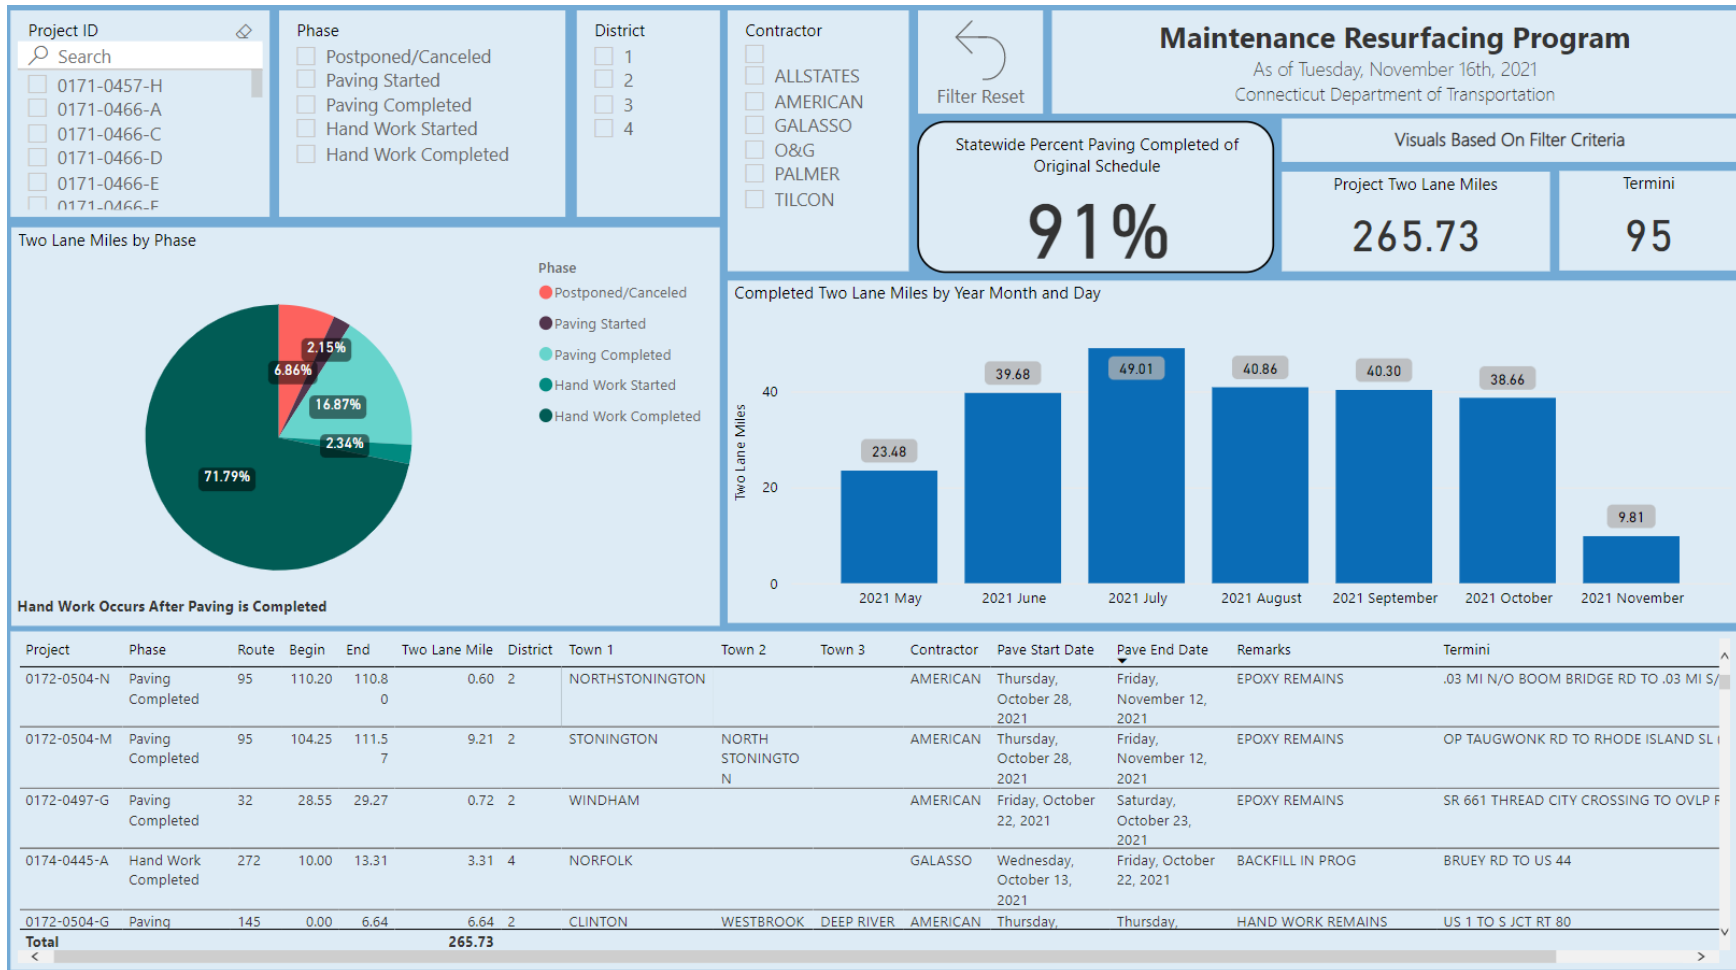 Project ID
Search
0171-0457-H
0171-0466-A
0171-0466-C
0171-0466-D
0171-0466-E
0171-0466-F
Phase
Postponed/Canceled
Paving Started
Paving Completed
Hand Work Started
Hand Work Completed
District
1
2
3
4
Contractor
ALLSTATES
AMERICAN
GALASSO
O&G
PALMER
TILCON
Filter Reset
Maintenance Resurfacing Program
As of Tuesday, November 16th, 2021
Connecticut Department of Transportation
Statewide Percent Paving Completed of
Original Schedule
91%
Visuals Based On Filter Criteria
Project Two Lane Miles
265.73
Termini
95
Two Lane Miles by Phase
Phase
Postponed/Canceled
Paving Started
Paving Completed
Hand Work Started
Hand Work Completed
2.15%
6.86%
16.87%
2.34%
71.79%
Hand Work Occurs After Paving is Completed
Completed Two Lane Miles by Year Month and Day
Two Lane Miles
40
20
0
23.48
39.68
49.01
40.86
40.30
38.66
9.81
2021 May
2021 June
2021 July
2021 August
2021 September
2021 October
2021 November
Project Phase Route Begin End Two Lane Mile District Town 1 Town 2 Town 3 Contractor Pave Start Date Pave End Date Remarks Termini
0172-0504-N Paving 95 110.20 110.8 0.60 2 NORTHSTONINGTON AMERICAN Thursday, Friday, EPOXY REMAINS .03 MI N/O BOOM BRIDGE RD TO .03 MI S/
Completed 0 October 28, November 12,
2021 2021
0172-0504-M Paving 95 104.25 111.5 9.21 2 STONINGTON NORTH AMERICAN Thursday, Friday, EPOXY REMAINS OP TAUGWONK RD TO RHODE ISLAND SL (
Completed 7 STONINGTO October 28, November 12,
N 2021 2021
0172-0497-G Paving 32 28.55 29.27 0.72 2 WINDHAM AMERICAN Friday, October Saturday, EPOXY REMAINS SR 661 THREAD CITY CROSSING TO OVLP
Completed 22, 2021 October 23,
2021
0174-0445-A Hand Work 272 10.00 13.31 3.31 4 NORFOLK GALASSO Wednesday, Friday, October BACKFILL IN PROG BRUEY RD TO US 44
Completed October 13, 22, 2021
2021
0172-0504-G Paving 145 0.00 6.64 6.64 2 CLINTON WESTBROOK DEEP RIVER AMERICAN Thursday, Thursday, HAND WORK REMAINS US 1 TO S JCT RT 80
Total 265.73